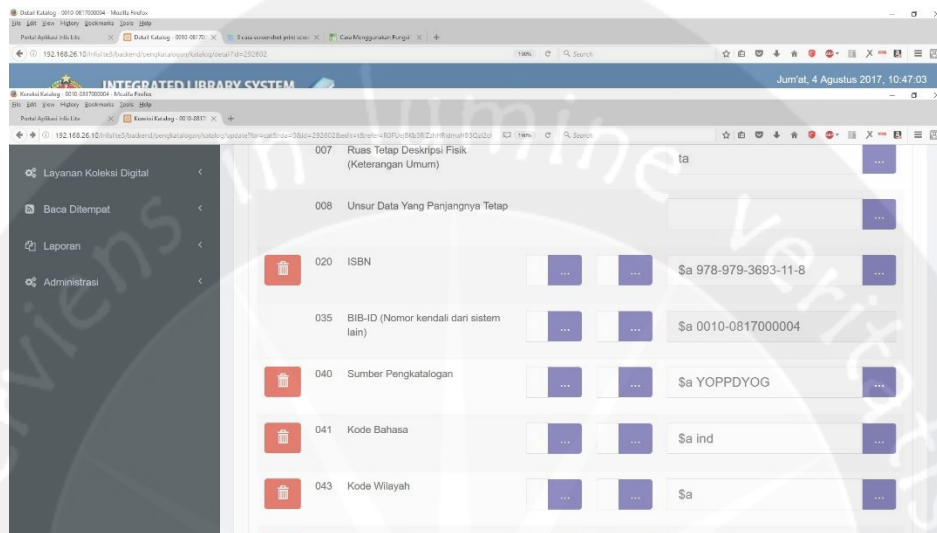 Detail Katalog - 0010-0817000004 - Mozilla Firefox
File Edit View History Bookmarks Tools Help
Portal Aplikasi Inlis Lite
Detail Katalog - 0010-08170
Cara Menggunakan Fungsi
192.168.26.10/inlislite3/backend/pengkatalogan/katalog/detail?id=292602
Search
INTEGRATED LIBRARY SYSTEM
Jum'at, 4 Agustus 2017, 10:47:03
Koreksi Katalog - 0010-0817000004 - Mozilla Firefox
File Edit View History Bookmarks Tools Help
Portal Aplikasi Inlis Lite
Koreksi Katalog - 0010-0817
Search
007 Ruas Tetap Deskripsi Fisik
(Keterangan Umum)
ta
...
Layanan Koleksi Digital
Baca Ditempat
008 Unsur Data Yang Panjangnya Tetap
...
Laporan
020 ISBN ... ... $a 978-979-3693-11-8 ...
Administrasi
035 BIB-ID (Nomor kendali dari sistem
lain)
... ... $a 0010-0817000004
040 Sumber Pengkatalogan ... ... $a YOPPDYOG ...
041 Kode Bahasa ... ... $a ind ...
043 Kode Wilayah ... ... $a ...
lumine veritatis